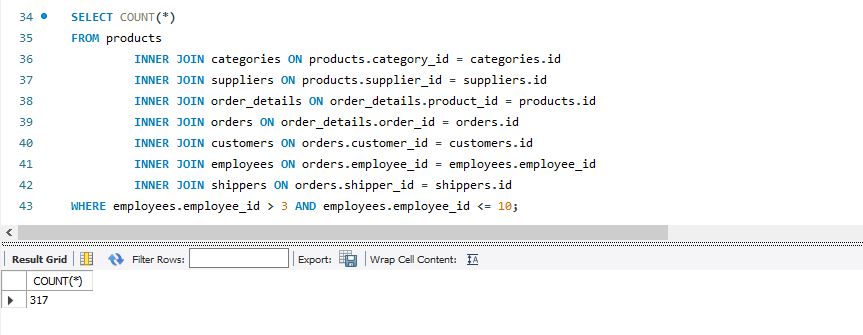 34 SELECT COUNT(*)
35 FROM products
36 INNER JOIN categories ON products.category_id = categories.id
37 INNER JOIN suppliers ON products.supplier_id = suppliers.id
38 INNER JOIN order_details ON order_details.product_id = products.id
39 INNER JOIN orders ON order_details.order_id = orders.id
40 INNER JOIN customers ON orders.customer_id = customers.id
41 INNER JOIN employees ON orders.employee_id = employees.employee_id
42 INNER JOIN shippers ON orders.shipper_id = shippers.id
43 WHERE employees.employee_id > 3 AND employees.employee_id <= 10;
Result Grid Filter Rows: Export: Wrap Cell Content: IA
COUNT(*)
317